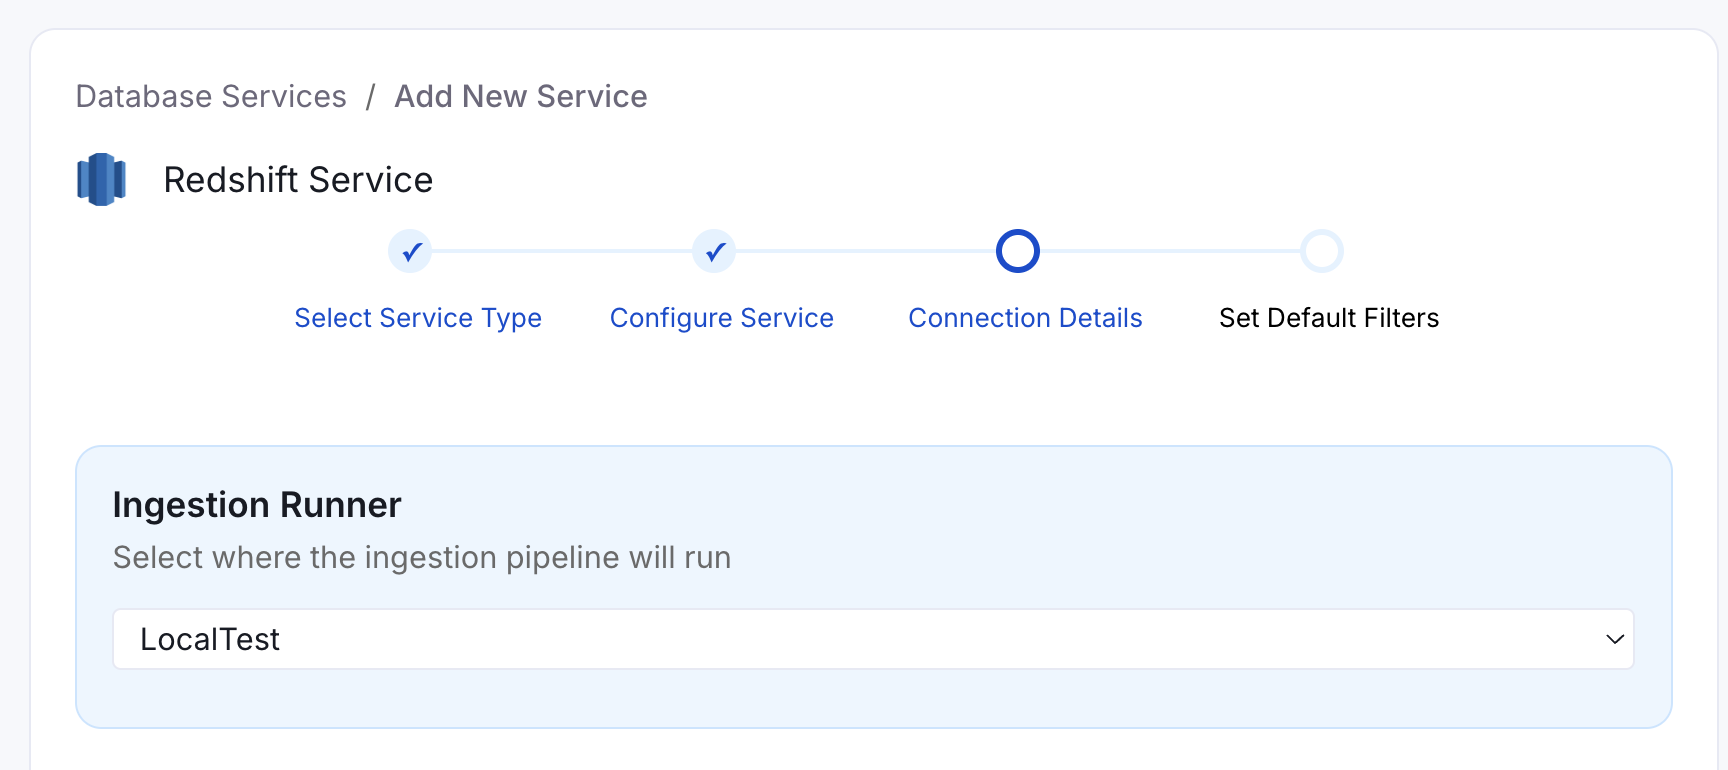 Database Services / Add New Service
Redshift Service
Select Service Type
Configure Service
Connection Details
Set Default Filters
Ingestion Runner
Select where the ingestion pipeline will run
LocalTest